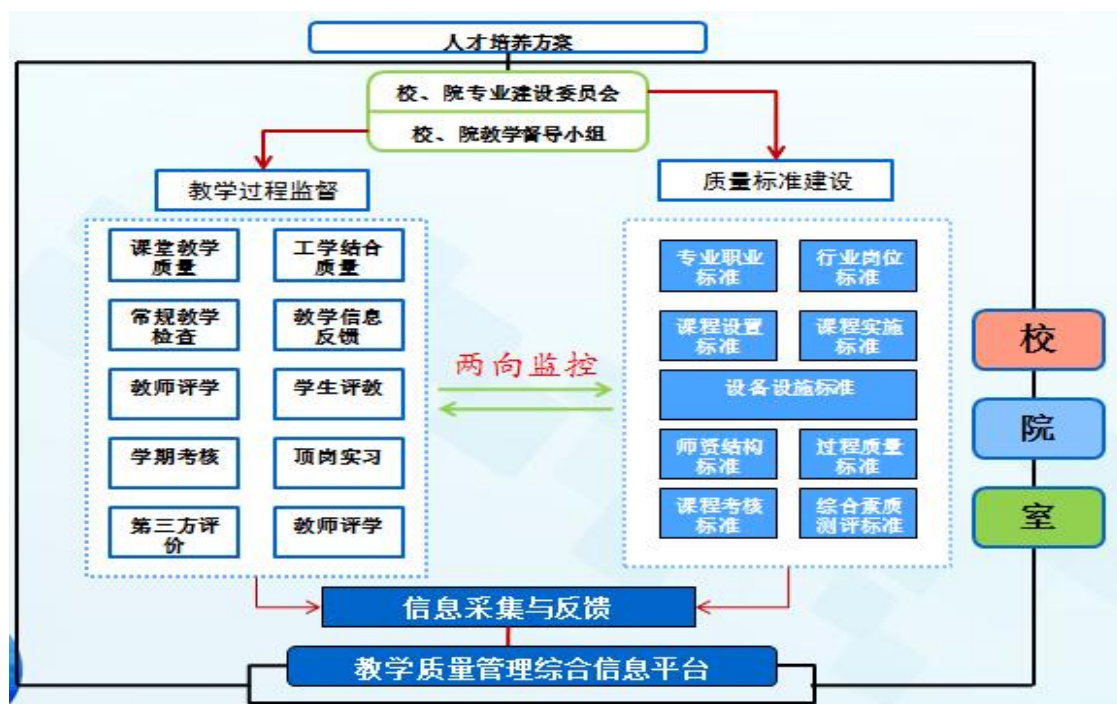 人才培养方案
校、院专业建设委员会
校、院教学督导小组
教学过程监督
质量标准建设
课堂教学
质量
工学结合
质量
常规教学
检查
教学信息
反馈
教师评学
学生评教
学期考核
顶岗实习
第三方评
价
教师评学
两向监控
专业职业
标准
行业岗位
标准
课程设置
标准
课程实施
标准
设备设施标准
师资结构
标准
过程质量
标准
课程考核
标准
综合素质
测评标准
校
院
室
信息采集与反馈
教学质量管理综合信息平台